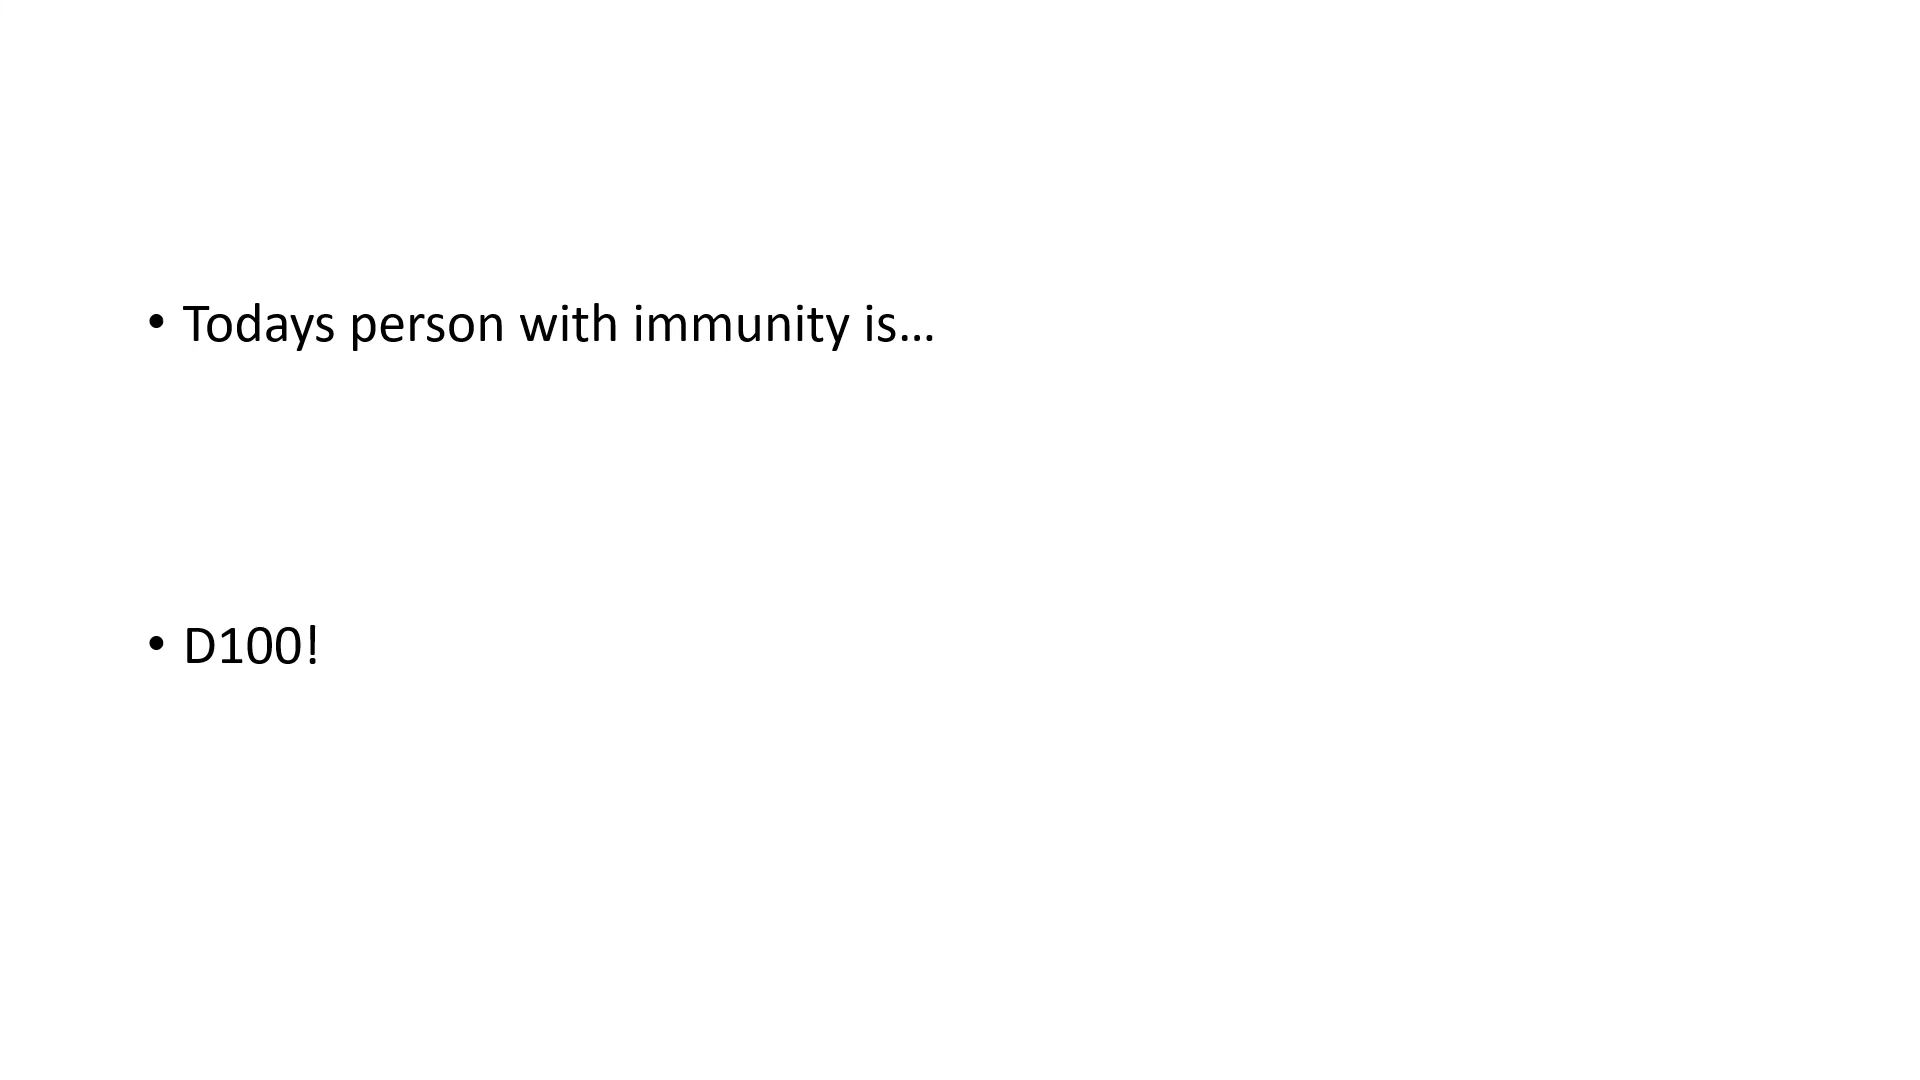 • Todays person with immunity is...
• D100!